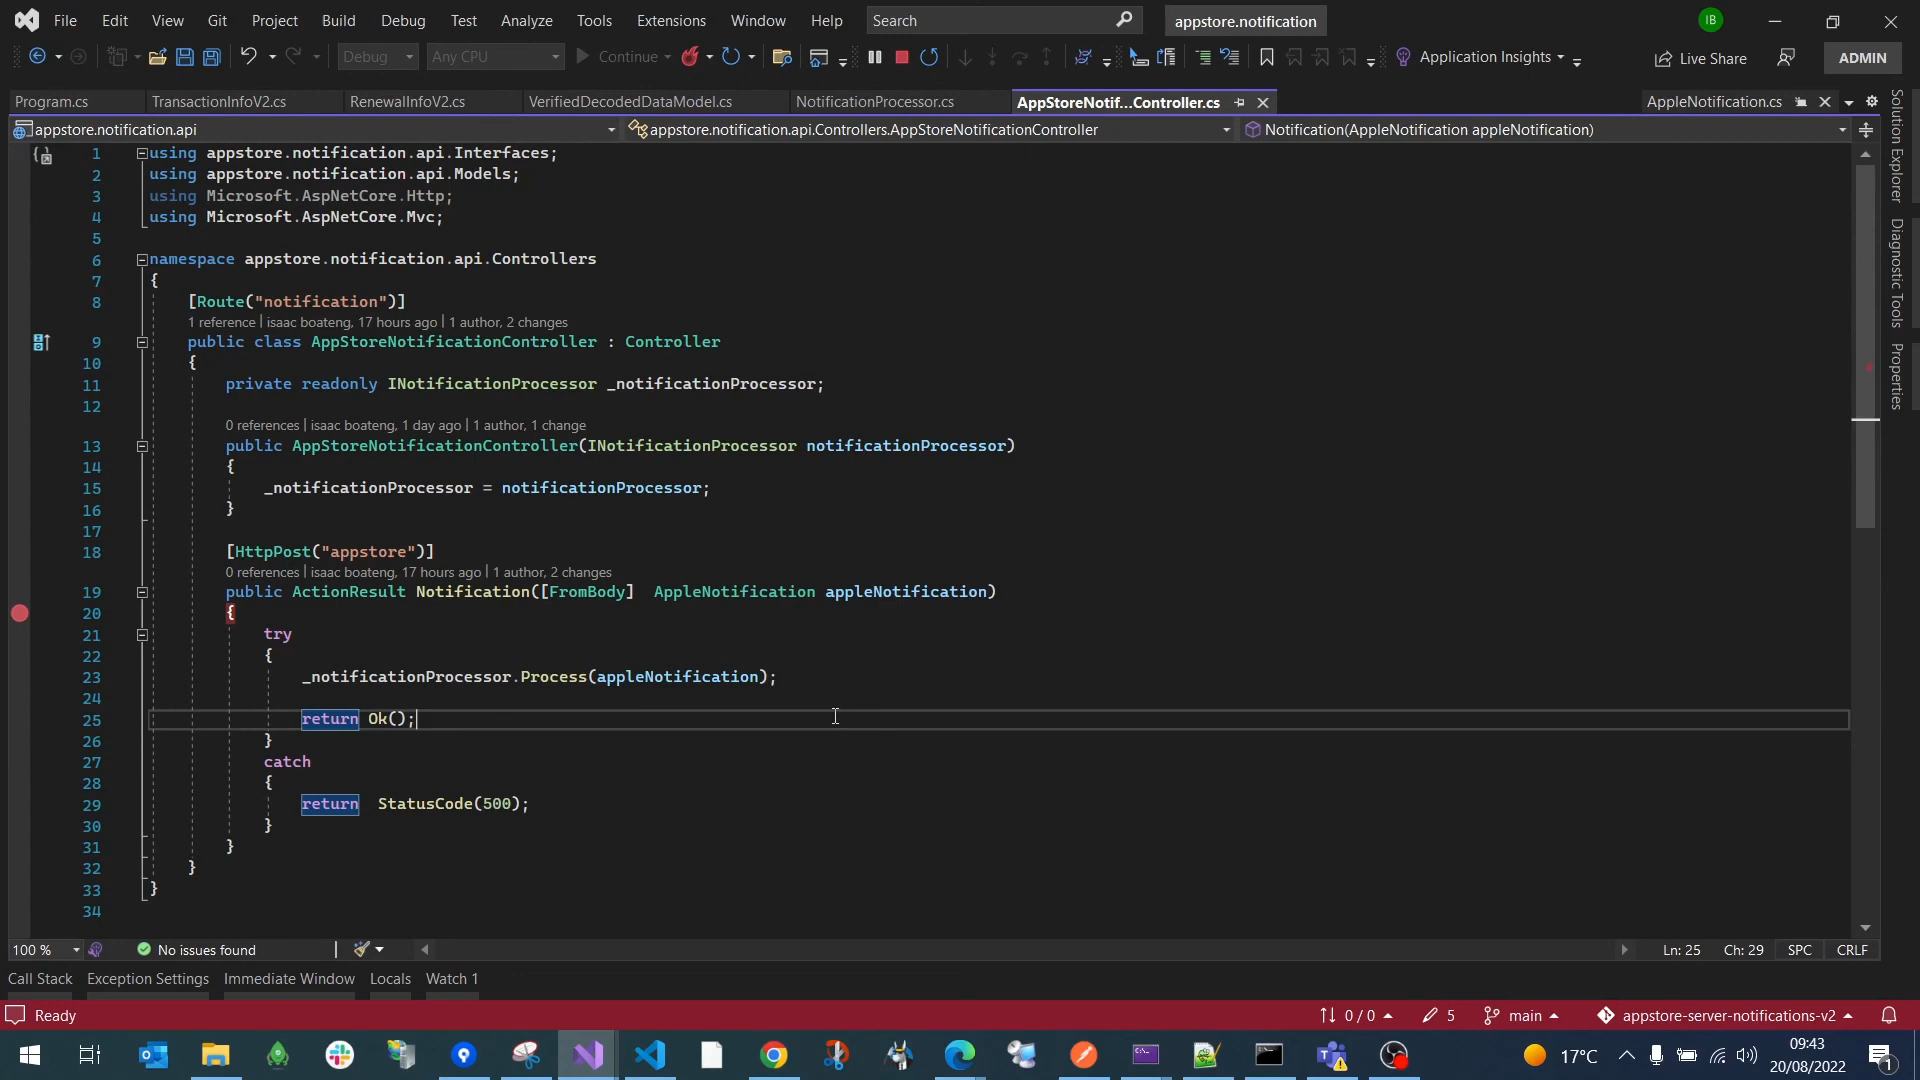 File Edit View Git Project Build Debug Test Analyze Tools Extensions Window Help Search appstore.notification IB
Debug Any CPU Continue Application Insights Live Share ADMIN
Program.cs TransactionInfoV2.cs RenewalInfoV2.cs VerifiedDecodedDataModel.cs NotificationProcessor.cs AppStoreNotif...Controller.cs AppleNotification.cs
appstore.notification.api appstore.notification.api.Controllers.AppStoreNotificationController Notification(AppleNotification appleNotification)
1 using appstore.notification.api.Interfaces;
2 using appstore.notification.api.Models;
3 using Microsoft.AspNetCore.Http;
4 using Microsoft.AspNetCore.Mvc;
5
6 namespace appstore.notification.api.Controllers
7 {
8 [Route("notification")]
1 reference | isaac boateng, 17 hours ago | 1 author, 2 changes
9 public class AppStoreNotificationController : Controller
10 {
11 private readonly INotificationProcessor _notificationProcessor;
12
0 references | isaac boateng, 1 day ago | 1 author, 1 change
13 public AppStoreNotificationController(INotificationProcessor notificationProcessor)
14 {
15 _notificationProcessor = notificationProcessor;
16 }
17
18 [HttpPost("appstore")]
0 references | isaac boateng, 17 hours ago | 1 author, 2 changes
19 public ActionResult Notification([FromBody] AppleNotification appleNotification)
20 {
21 try
22 {
23 _notificationProcessor.Process(appleNotification);
24
25 return Ok();
26 }
27 catch
28 {
29 return StatusCode(500);
30 }
31 }
32 }
33 }
34
Solution Explorer
Diagnostic Tools
Properties
100 % No issues found Ln: 25 Ch: 29 SPC CRLF
Call Stack Exception Settings Immediate Window Locals Watch 1
Ready 0 / 0 5 main appstore-server-notifications-v2
17°C 09:43
20/08/2022 1